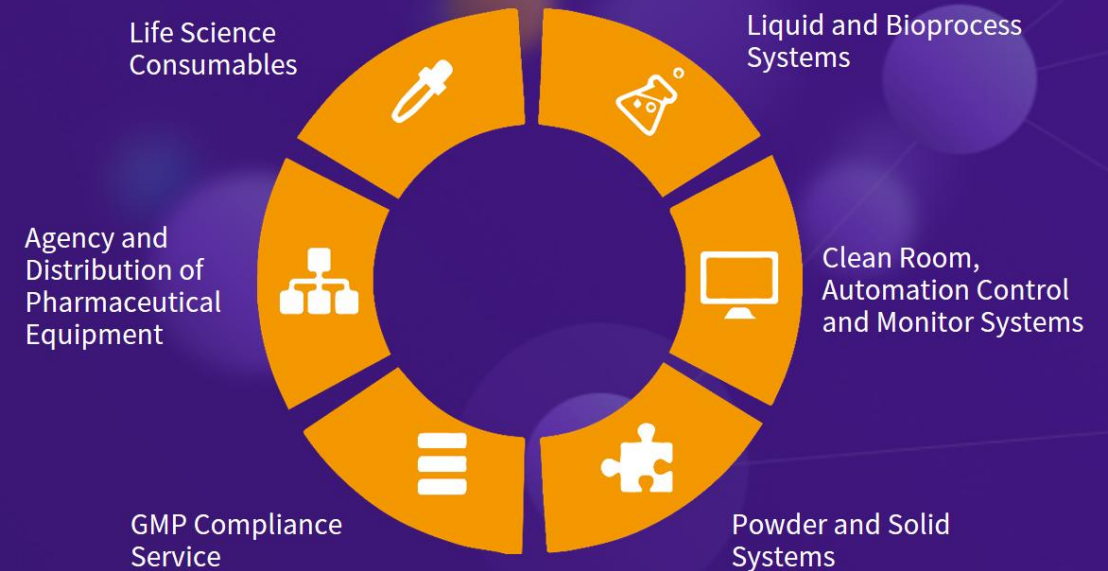 Life Science
Consumables
Liquid and Bioprocess
Systems
Agency and
Distribution of
Pharmaceutical
Equipment
Clean Room,
Automation Control
and Monitor Systems
GMP Compliance
Service
Powder and Solid
Systems